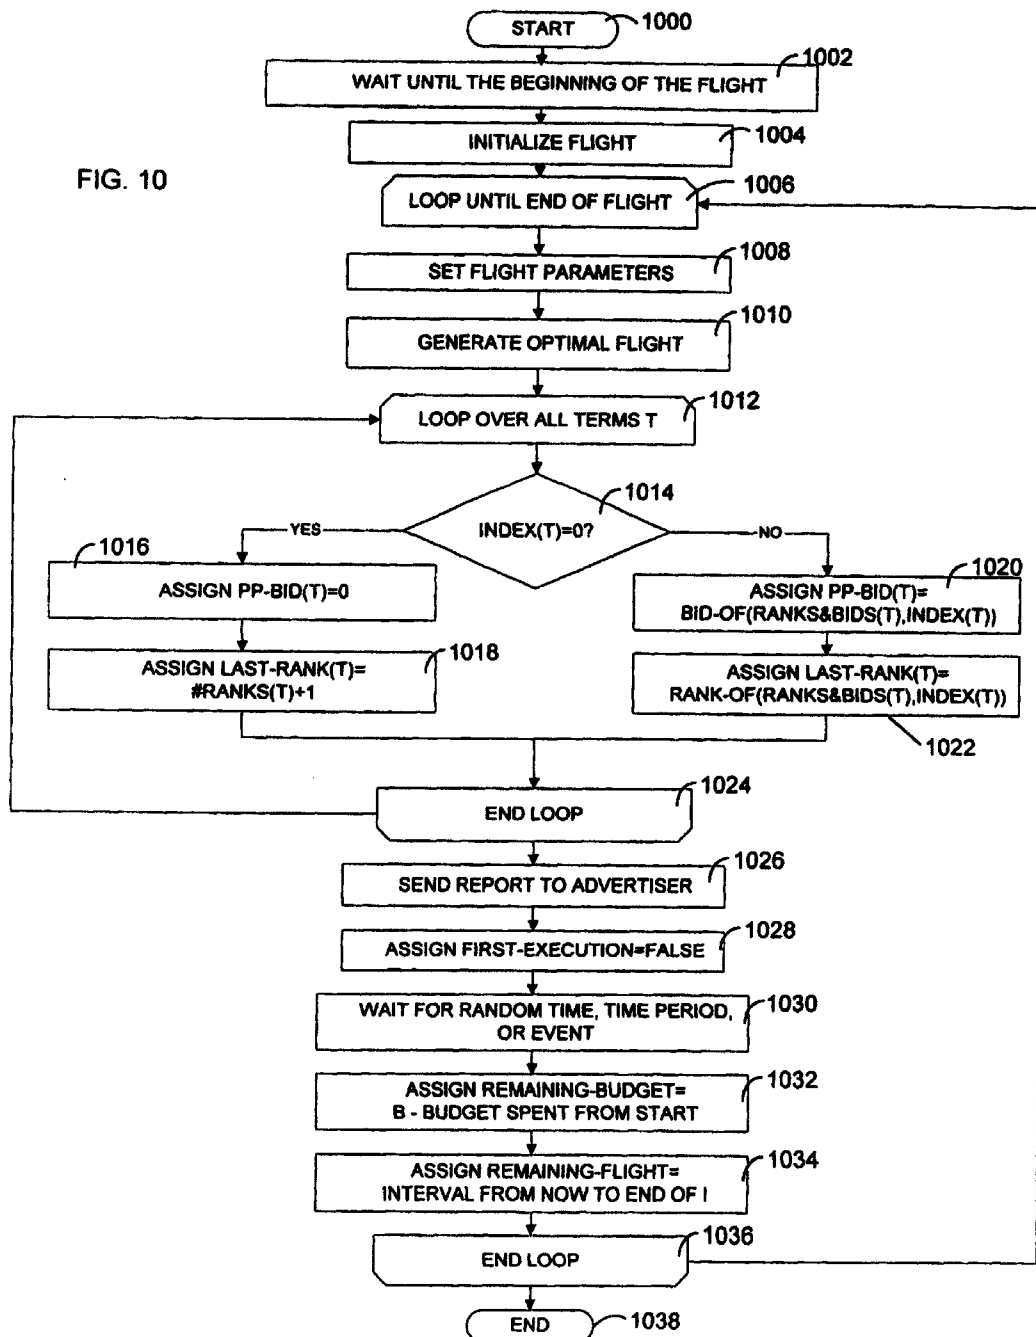 START
1000
1002
WAIT UNTIL THE BEGINNING OF THE FLIGHT
1004
INITIALIZE FLIGHT
FIG. 10
1006
LOOP UNTIL END OF FLIGHT
1008
SET FLIGHT PARAMETERS
1010
GENERATE OPTIMAL FLIGHT
1012
LOOP OVER ALL TERMS T
1014
INDEX(T)=0?
YES
NO
1016
ASSIGN PP-BID(T)=0
1020
ASSIGN PP-BID(T)=
BID-OF(RANKS&BIDS(T),INDEX(T))
1018
ASSIGN LAST-RANK(T)=
#RANKS(T)+1
ASSIGN LAST-RANK(T)=
RANK-OF(RANKS&BIDS(T),INDEX(T))
1022
1024
END LOOP
1026
SEND REPORT TO ADVERTISER
1028
ASSIGN FIRST-EXECUTION=FALSE
1030
WAIT FOR RANDOM TIME, TIME PERIOD,
OR EVENT
1032
ASSIGN REMAINING-BUDGET=
B - BUDGET SPENT FROM START
1034
ASSIGN REMAINING-FLIGHT=
INTERVAL FROM NOW TO END OF I
1036
END LOOP
END
1038